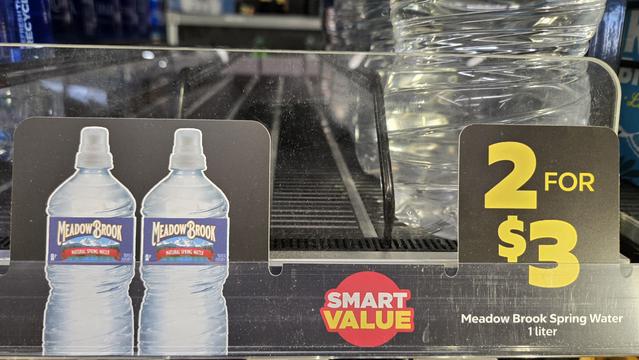 RECYCL
MEADOW BROOK
NATURAL SPRING WATER
MEADOW BROOK
NATURAL SPRING WATER
2 FOR
$3
SMART
VALUE
Meadow Brook Spring Water
1 liter